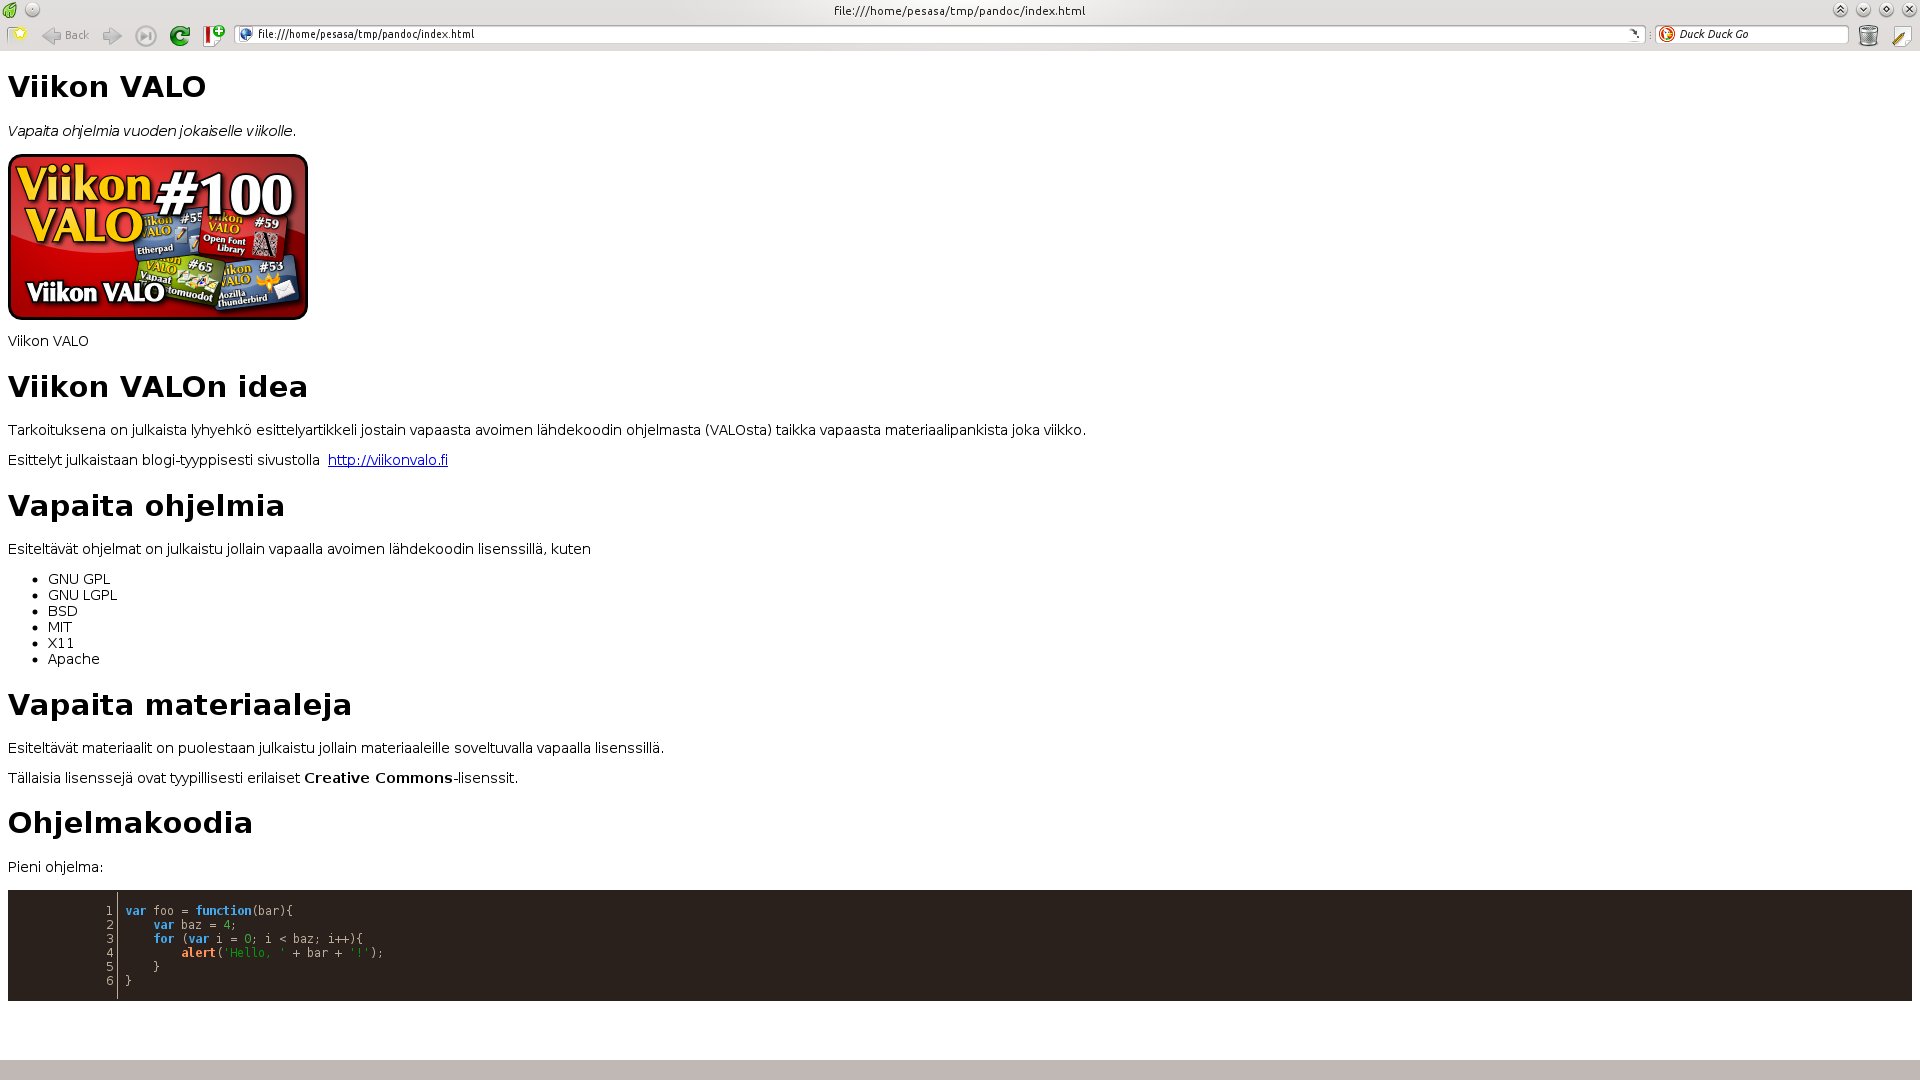 file:///home/pesasa/tmp/pandoc/index.html
Back
file:///home/pesasa/tmp/pandoc/index.html
Duck Duck Go
Viikon VALO
Vapaita ohjelmia vuoden jokaiselle viikolle.
Viikon
VALO
#100
#55
VALO
Etherpad
Viikon
VALO
#59
Open Font
Library
VALO
#65
Vapaat
Viikon
VALO
#53
Mozilla
Thunderbird
Viikon VALO
Viikon VALO
Viikon VALOn idea
Tarkoituksena on julkaista lyhyehkö esittelyartikkeli jostain vapaasta avoimen lähdekoodin ohjelmasta (VALOsta) taikka vapaasta materiaalipankista joka viikko.
Esittelyt julkaistaan blogi-tyyppisesti sivustolla http://viikonvalo.fi
Vapaita ohjelmia
Esiteltävät ohjelmat on julkaistu jollain vapaalla avoimen lähdekoodin lisenssillä, kuten
• GNU GPL
• GNU LGPL
• BSD
• MIT
• X11
• Apache
Vapaita materiaaleja
Esiteltävät materiaalit on puolestaan julkaistu jollain materiaaleille soveltuvalla vapaalla lisenssillä.
Tällaisia lisenssejä ovat tyypillisesti erilaiset Creative Commons-lisenssit.
Ohjelmakoodia
Pieni ohjelma:
1 var foo = function(bar){
2     var baz = 4;
3     for (var i = 0; i < baz; i++){
4         alert('Hello, ' + bar + '!');
5     }
6 }